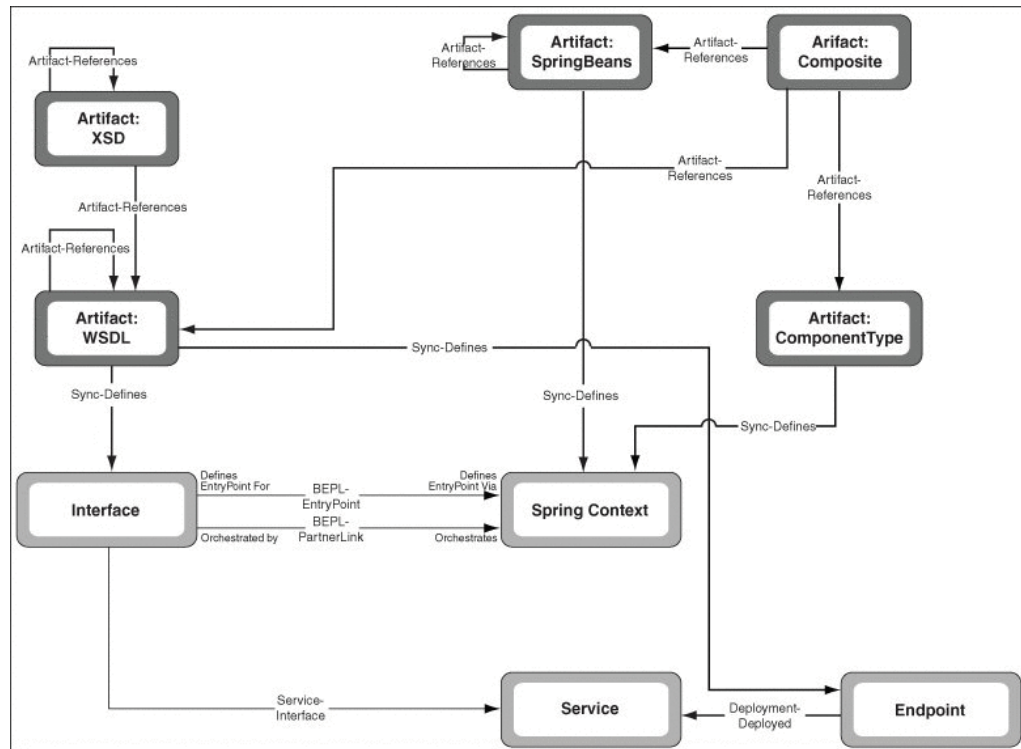 Artifact-References
Artifact:
XSD
Artifact-
References
Artifact:
SpringBeans
Artifact-
References
Arifact:
Composite
Artifact-
References
Artifact-
References
Artifact-References
Artifact-References
Artifact:
WSDL
Artifact:
ComponentType
Sync-Defines
Sync-Defines
Sync-Defines
Sync-Defines
Interface
Defines
EntryPoint For
BEPL-
EntryPoint
Defines
EntryPoint Via
Orchestrated by
BEPL-
PartnerLink
Orchestrates
Spring Context
Service-
Interface
Service
Deployment-
Deployed
Endpoint